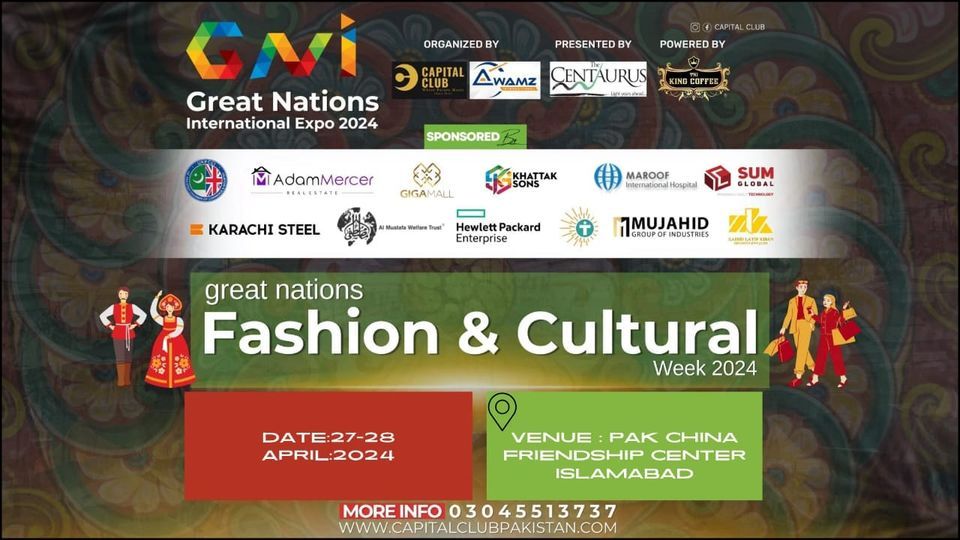 GNI
Great Nations
International Expo 2024
CAPITAL CLUB
ORGANIZED BY
PRESENTED BY
POWERED BY
CAPITAL
CLUB
AWAMZ
The
CENTAURUS
THE
KING COFFEE
SPONSORED By
AdamMercer
REALESTATE
GIGAMALL
KHATTAK
SONS
MAROOF
International Hospital
SUM
GLOBAL
TECHNOLOGY
KARACHI STEEL
Al Mustafa Welfare Trust
Hewlett Packard
Enterprise
MUJAHID
GROUP OF INDUSTRIES
great nations
Fashion & Cultural
Week 2024
DATE:27-28
APRIL:2024
VENUE : PAK CHINA
FRIENDSHIP CENTER
ISLAMABAD
MORE INFO 03045513737
WWW.CAPITALCLUBPAKISTAN.COM